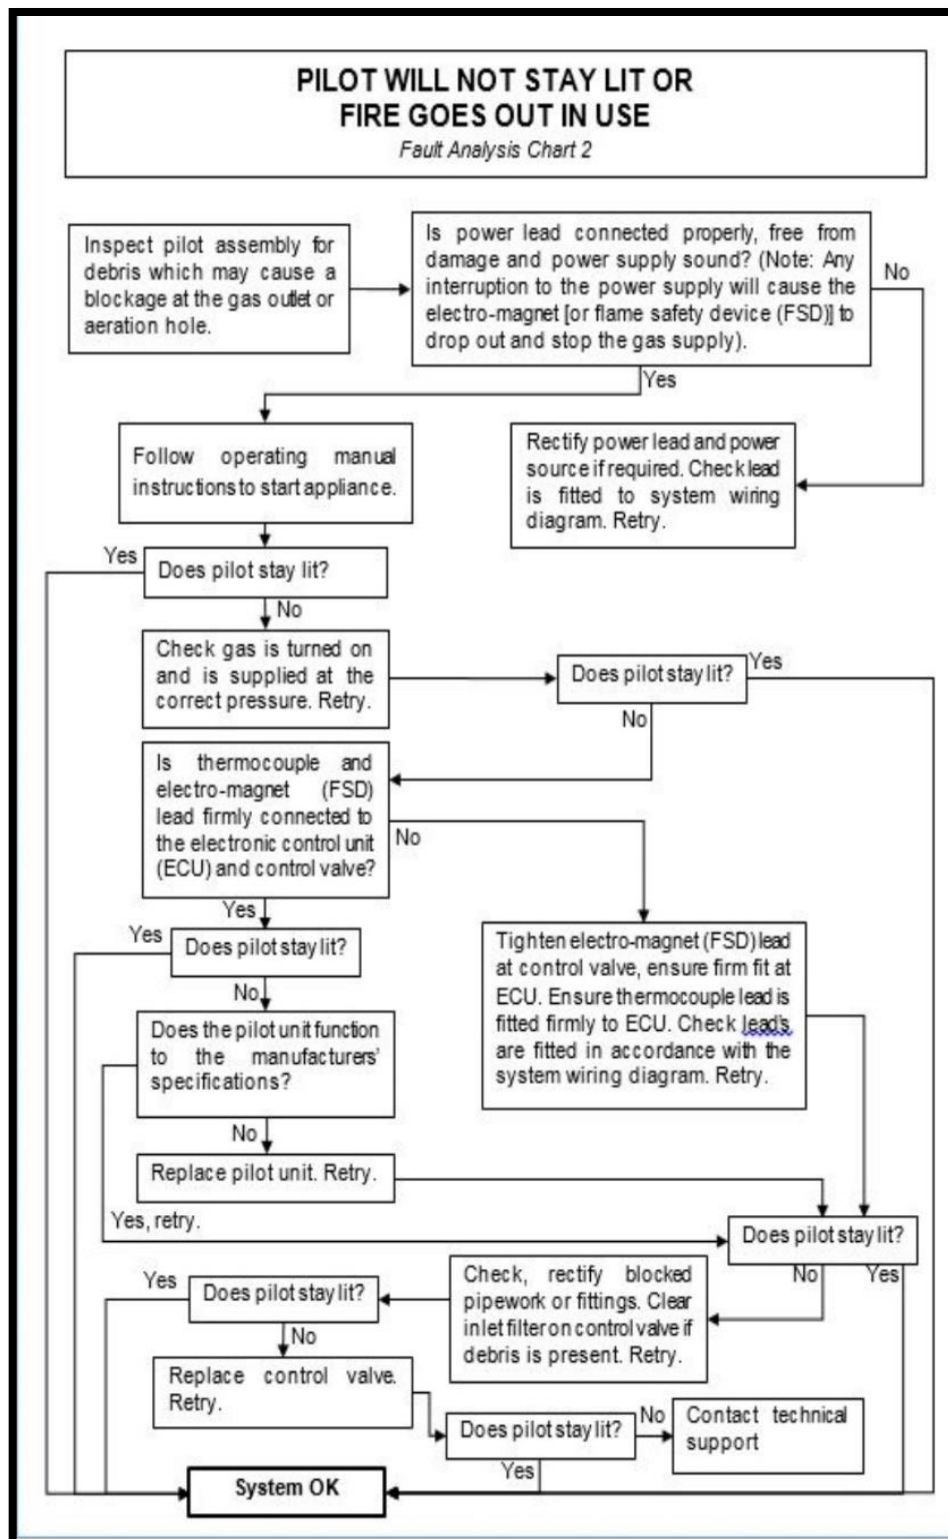 PILOT WILL NOT STAY LIT OR
FIRE GOES OUT IN USE
Fault Analysis Chart 2
Inspect pilot assembly for
debris which may cause a
blockage at the gas outlet or
aeration hole.
Is power lead connected properly, free from
damage and power supply sound? (Note: Any
interruption to the power supply will cause the
electro-magnet [or flame safety device (FSD)] to
drop out and stop the gas supply).
No
Yes
Follow operating manual
instructions to start appliance.
Rectify power lead and power
source if required. Check lead
is fitted to system wiring
diagram. Retry.
Yes
Does pilot stay lit?
No
Check gas is turned on
and is supplied at the
correct pressure. Retry.
Does pilot stay lit?
Yes
No
Is thermocouple and
electro-magnet (FSD)
lead firmly connected to
the electronic control unit
(ECU) and control valve?
No
Yes
Yes
Does pilot stay lit?
No
Tighten electro-magnet (FSD) lead
at control valve, ensure firm fit at
ECU. Ensure thermocouple lead is
fitted firmly to ECU. Check lead's
are fitted in accordance with the
system wiring diagram. Retry.
Does the pilot unit function
to the manufacturers'
specifications?
No
Replace pilot unit. Retry.
Yes, retry.
Does pilot stay lit?
No
Yes
Check, rectify blocked
pipework or fittings. Clear
inlet filter on control valve if
debris is present. Retry.
Yes
Does pilot stay lit?
No
Replace control valve.
Retry.
Does pilot stay lit?
No
Contact technical
support
Yes
System OK